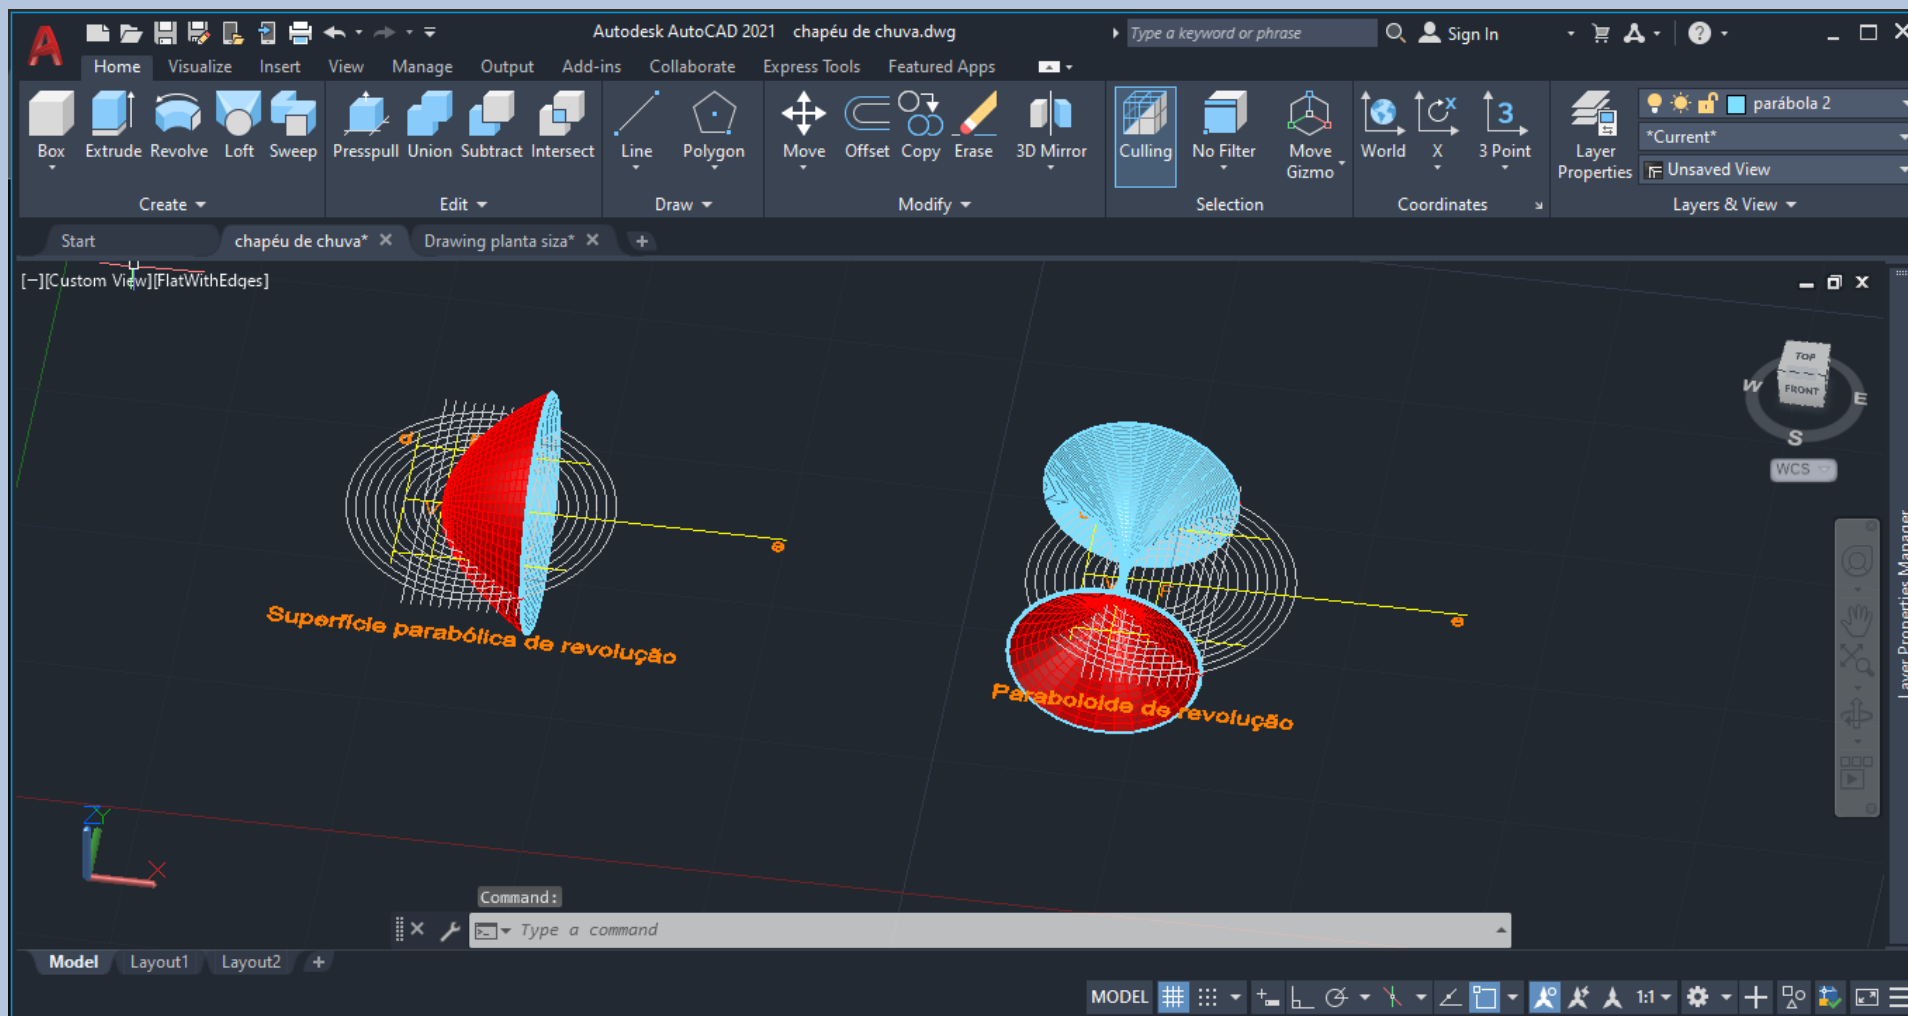 Autodesk AutoCAD 2021 chapéu de chuva.dwg
Type a keyword or phrase
Sign In
Home Visualize Insert View Manage Output Add-ins Collaborate Express Tools Featured Apps
parábola 2
*Current*
Unsaved View
Box Extrude Revolve Loft Sweep Presspull Union Subtract Intersect Line Polygon Move Offset Copy Erase 3D Mirror Culling No Filter Move Gizmo World X 3 Point Layer Properties
Create Edit Draw Modify Selection Coordinates Layers & View
Start chapéu de chuva* Drawing planta siza*
[−][Custom View][FlatWithEdges]
TOP
FRONT
W
E
S
WCS
d
V
e
Superfície parabólica de revolução
F
e
Paraboloide de revolução
Layer Properties Manager
Z Y
X
Command:
Type a command
Model Layout1 Layout2
MODEL 1:1